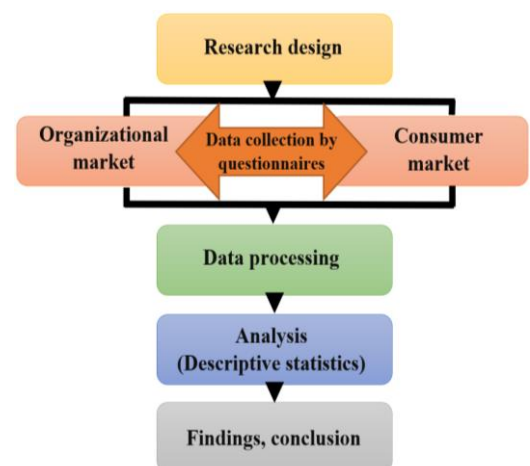 Research design
Organizational
market
Data collection by
questionnaires
Consumer
market
Data processing
Analysis
(Descriptive statistics)
Findings, conclusion